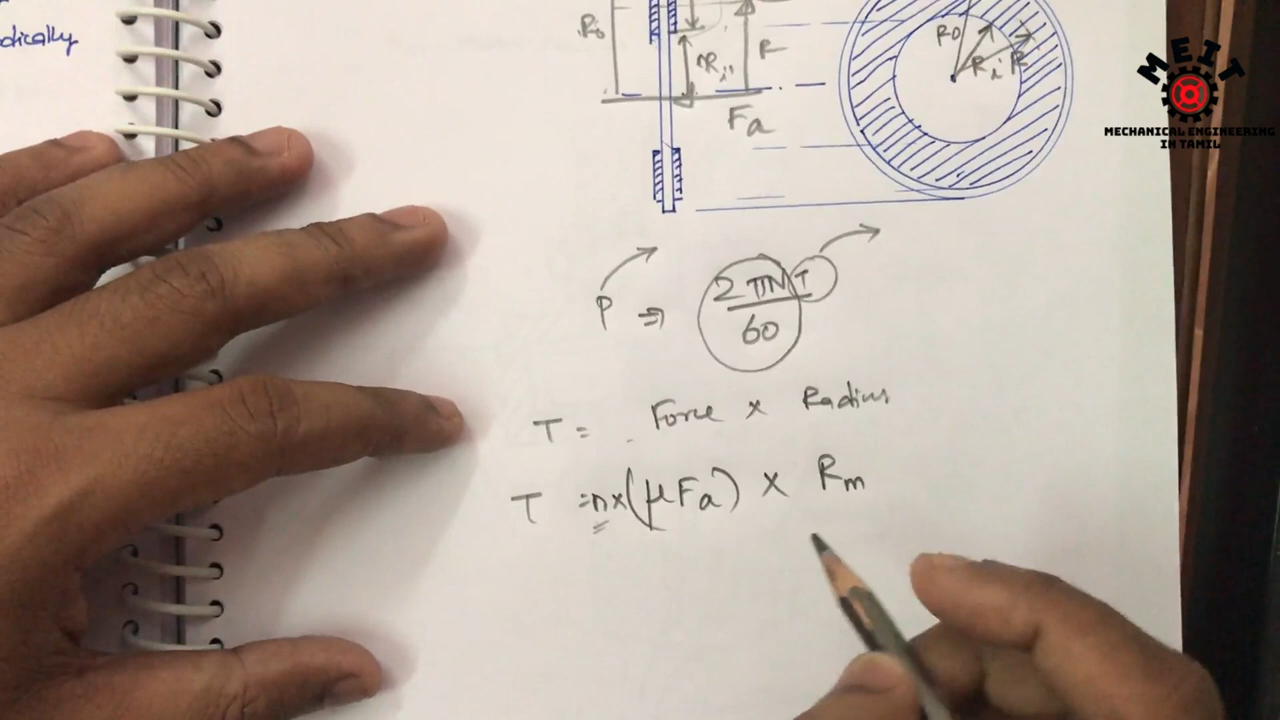 dically
Ro
Ri
R
Fa
Ro
Ri R
MEIT
MECHANICAL ENGINEERING
IN TAMIL
P ⇒ 2πNT
60
T = Force x Radius
T = n x (μFa) x Rm